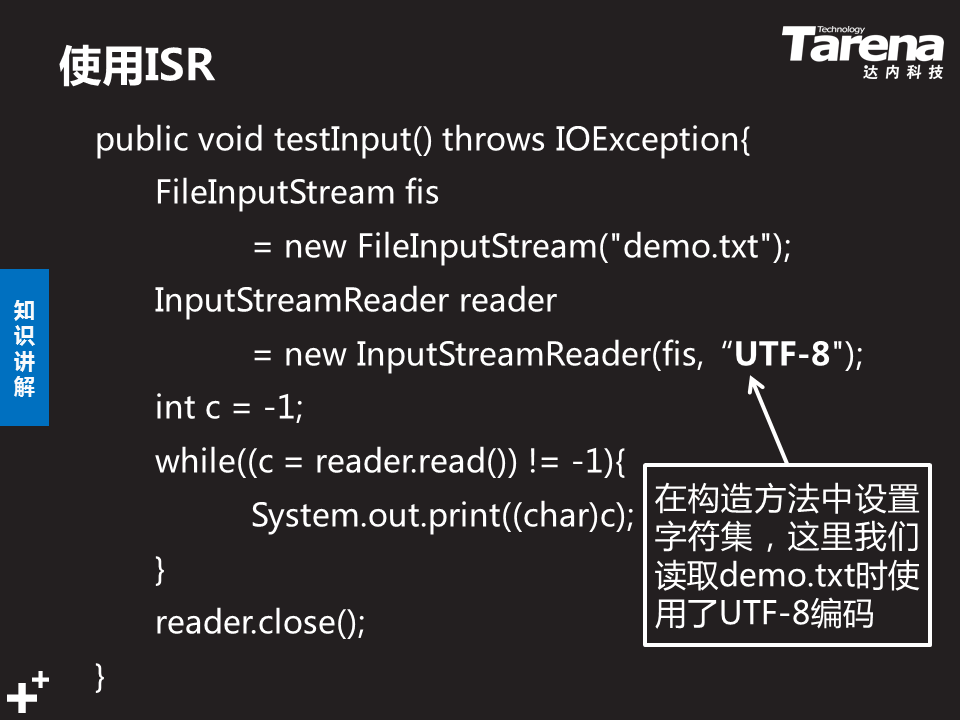 使用ISR
Technology
Tarena
达内科技
public void testInput() throws IOException{
FileInputStream fis
= new FileInputStream("demo.txt");
InputStreamReader reader
= new InputStreamReader(fis, “UTF-8");
int c = -1;
while((c = reader.read()) != -1){
System.out.print((char)c);
}
reader.close();
}
知
识
讲
解
在构造方法中设置
字符集，这里我们
读取demo.txt时使
用了UTF-8编码